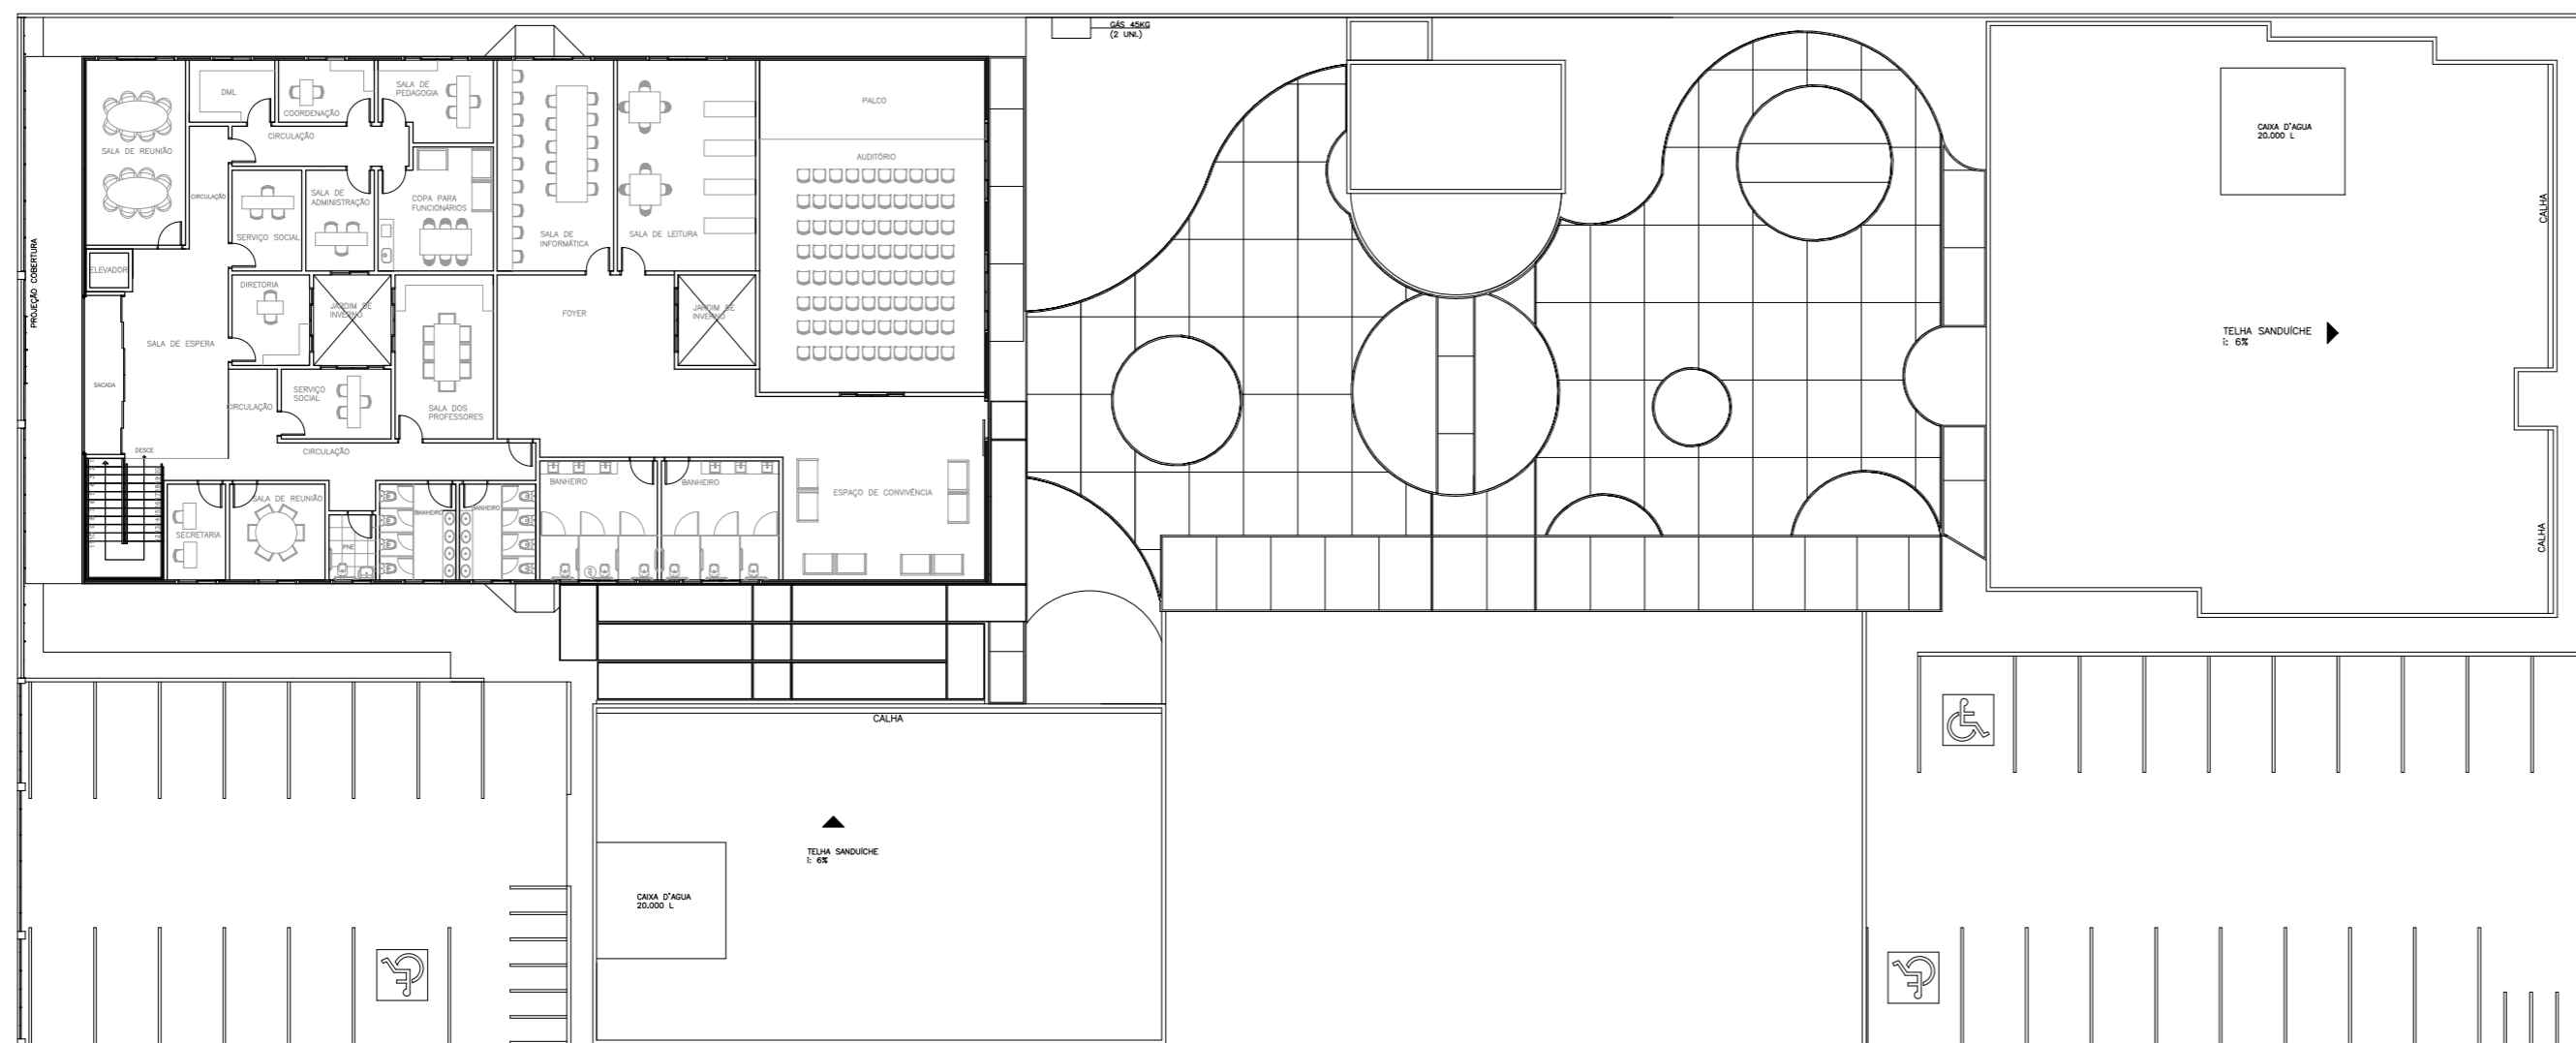 GÁS 45KG
(2 UNI.)
SALA DE
PEDAGOGIA
DML
COORDENAÇÃO
PALCO
CAIXA D'AGUA
20.000 L
CIRCULAÇÃO
SALA DE REUNIÃO
AUDITÓRIO
CIRCULAÇÃO
SALA DE
ADMINISTRAÇÃO
COPA PARA
FUNCIONÁRIOS
CALHA
SERVIÇO SOCIAL
SALA DE
INFORMÁTICA
SALA DE LEITURA
PROJEÇÃO COBERTURA
ELEVADOR
DIRETORIA
JARDIM DE
INVERNO
FOYER
JARDIM DE
INVERNO
SALA DE ESPERA
TELHA SANDUÍCHE
i: 6%
SACADA
SERVIÇO
SOCIAL
CIRCULAÇÃO
SALA DOS
PROFESSORES
DESCE
CIRCULAÇÃO
BANHEIRO
BANHEIRO
ESPAÇO DE CONVIVÊNCIA
SALA DE REUNIÃO
BANHEIRO
BANHEIRO
SECRETARIA
PNE
CALHA
CALHA
TELHA SANDUÍCHE
i: 6%
CAIXA D'AGUA
20.000 L